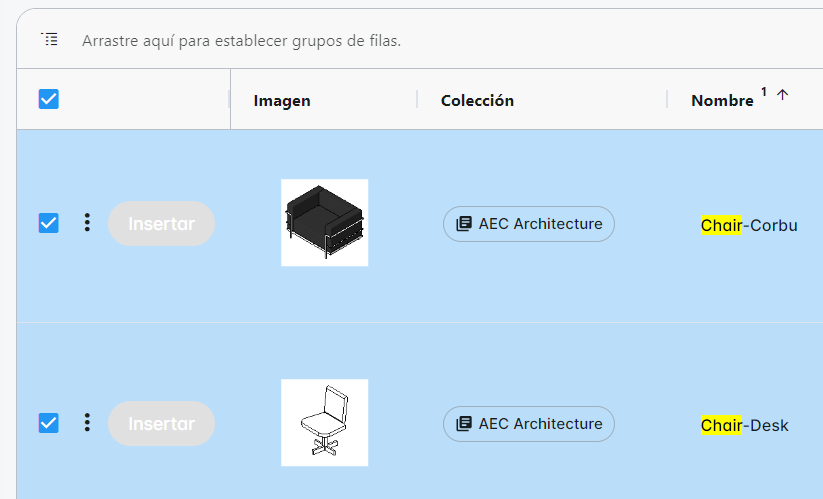 Arrastre aquí para establecer grupos de filas.
Imagen Colección Nombre 1
Insertar AEC Architecture Chair-Corbu
Insertar AEC Architecture Chair-Desk